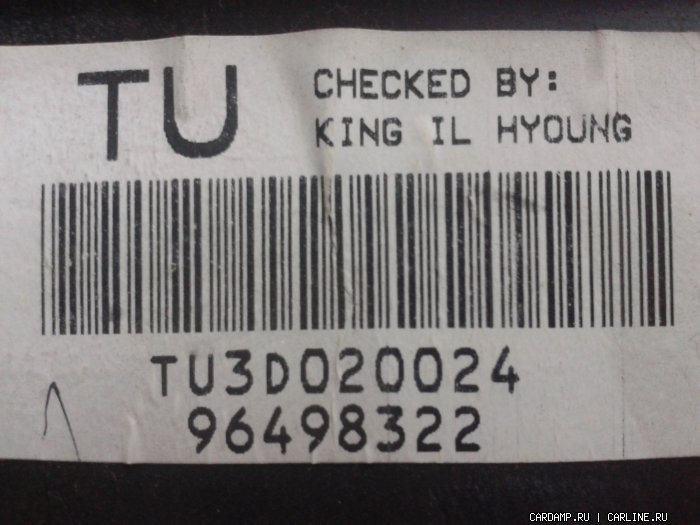 TU
CHECKED BY:
KING IL HYOUNG
TU3D020024
96498322
CARDAMP.RU | CARLINE.RU